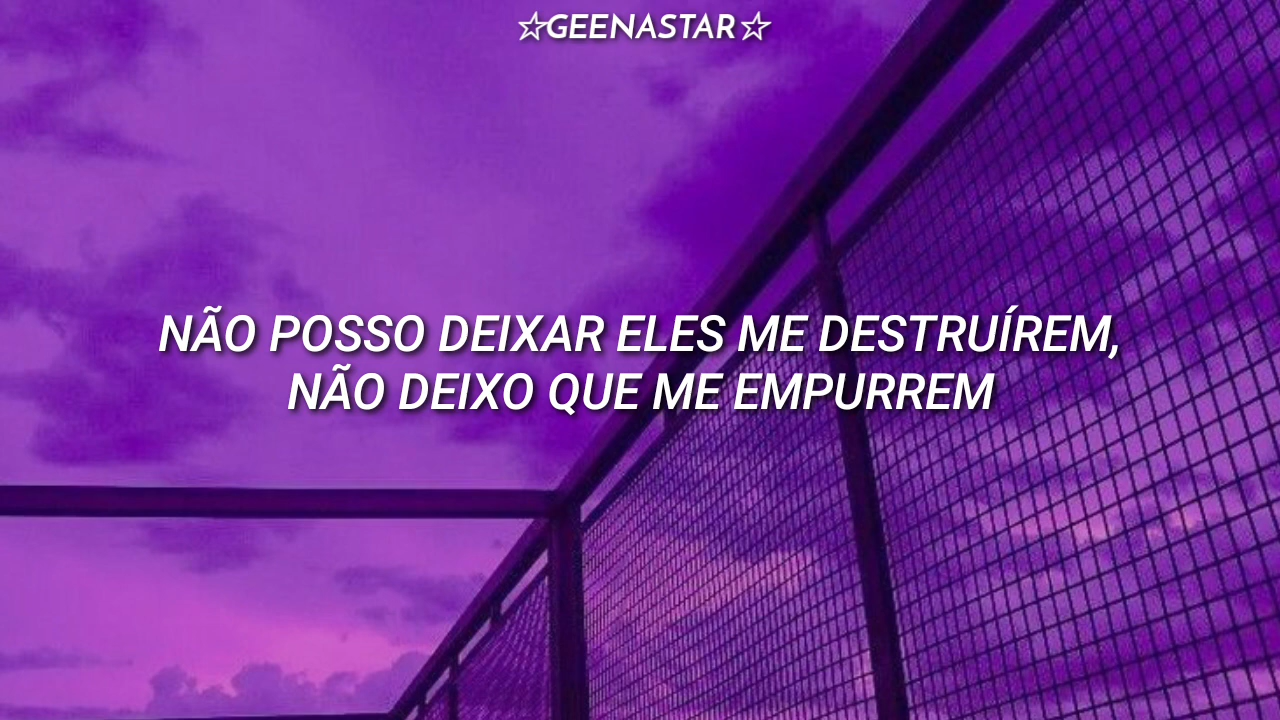 ☆GEENASTAR☆
NÃO POSSO DEIXAR ELES ME DESTRUÍREM,
NÃO DEIXO QUE ME EMPURREM